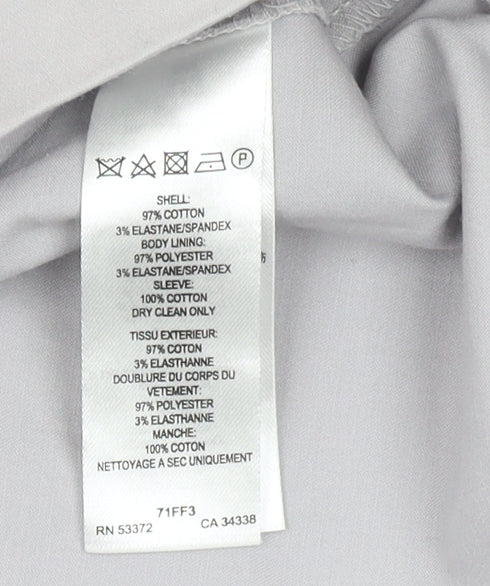 P
SHELL:
97% COTTON
3% ELASTANE/SPANDEX
BODY LINING:
97% POLYESTER
3% ELASTANE/SPANDEX
SLEEVE:
100% COTTON
DRY CLEAN ONLY
TISSU EXTERIEUR:
97% COTON
3% ELASTHANNE
DOUBLURE DU CORPS DU
VETEMENT:
97% POLYESTER
3% ELASTHANNE
MANCHE:
100% COTON
NETTOYAGE A SEC UNIQUEMENT
71FF3
RN 53372 CA 34338